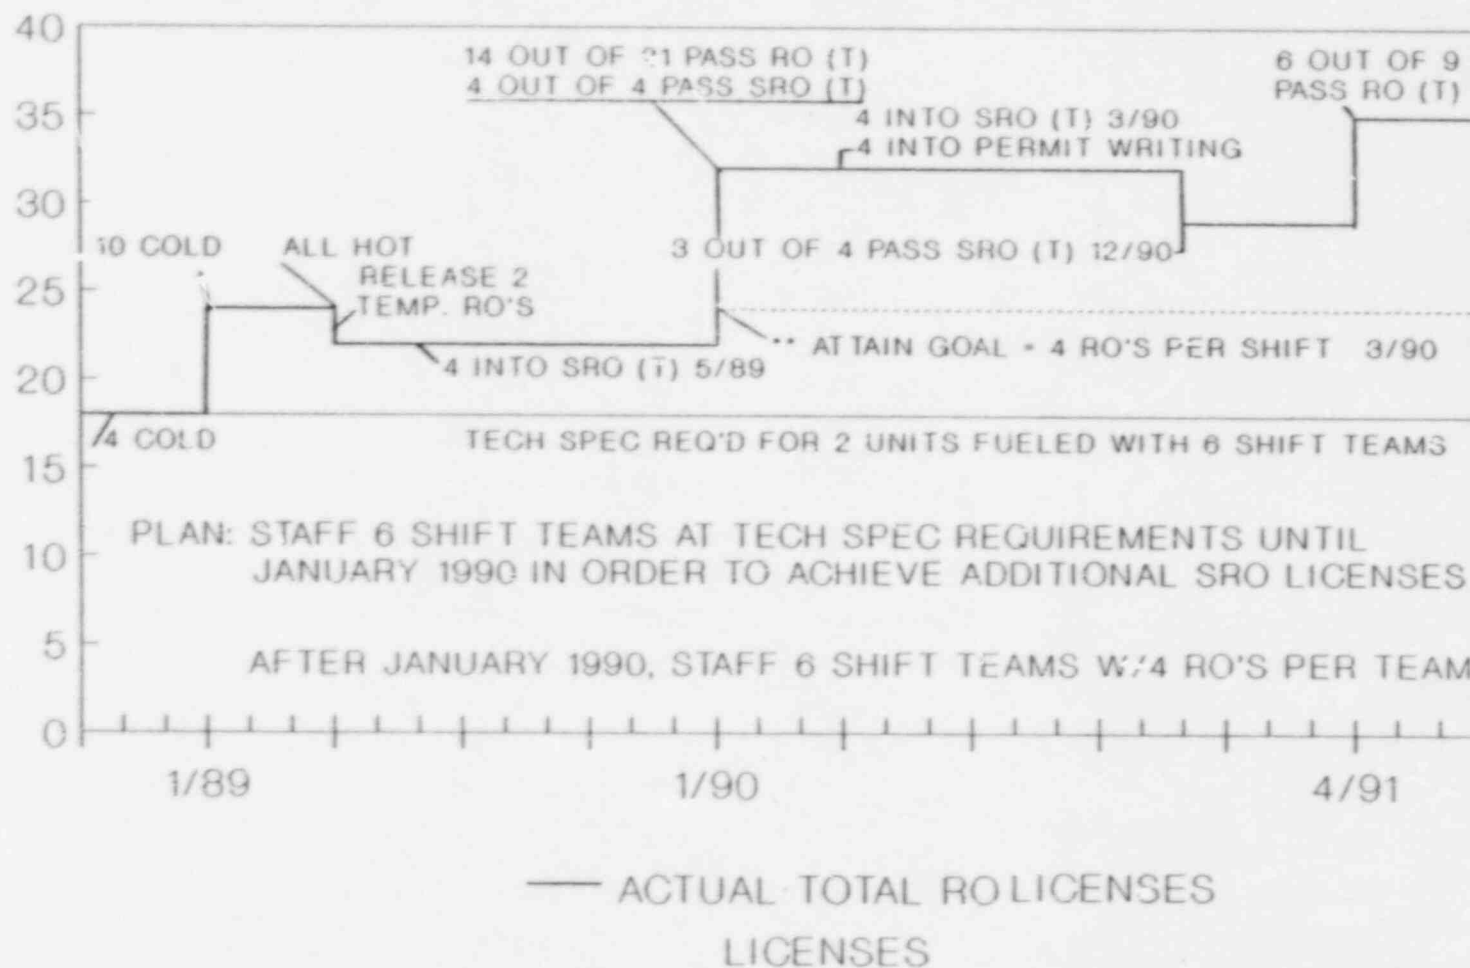 40
35
30
25
20
15
10
5
0
14 OUT OF 21 PASS RO (T)
4 OUT OF 4 PASS SRO (T)
6 OUT OF 9
PASS RO (T)
4 INTO SRO (T) 3/90
4 INTO PERMIT WRITING
10 COLD
ALL HOT
RELEASE 2
TEMP. RO'S
3 OUT OF 4 PASS SRO (T) 12/90
** ATTAIN GOAL - 4 RO'S PER SHIFT 3/90
4 INTO SRO (T) 5/89
4 COLD
TECH SPEC REQ'D FOR 2 UNITS FUELED WITH 6 SHIFT TEAMS
PLAN: STAFF 6 SHIFT TEAMS AT TECH SPEC REQUIREMENTS UNTIL
JANUARY 1990 IN ORDER TO ACHIEVE ADDITIONAL SRO LICENSES
AFTER JANUARY 1990, STAFF 6 SHIFT TEAMS W/4 RO'S PER TEAM
1/89
1/90
4/91
ACTUAL TOTAL RO LICENSES
LICENSES